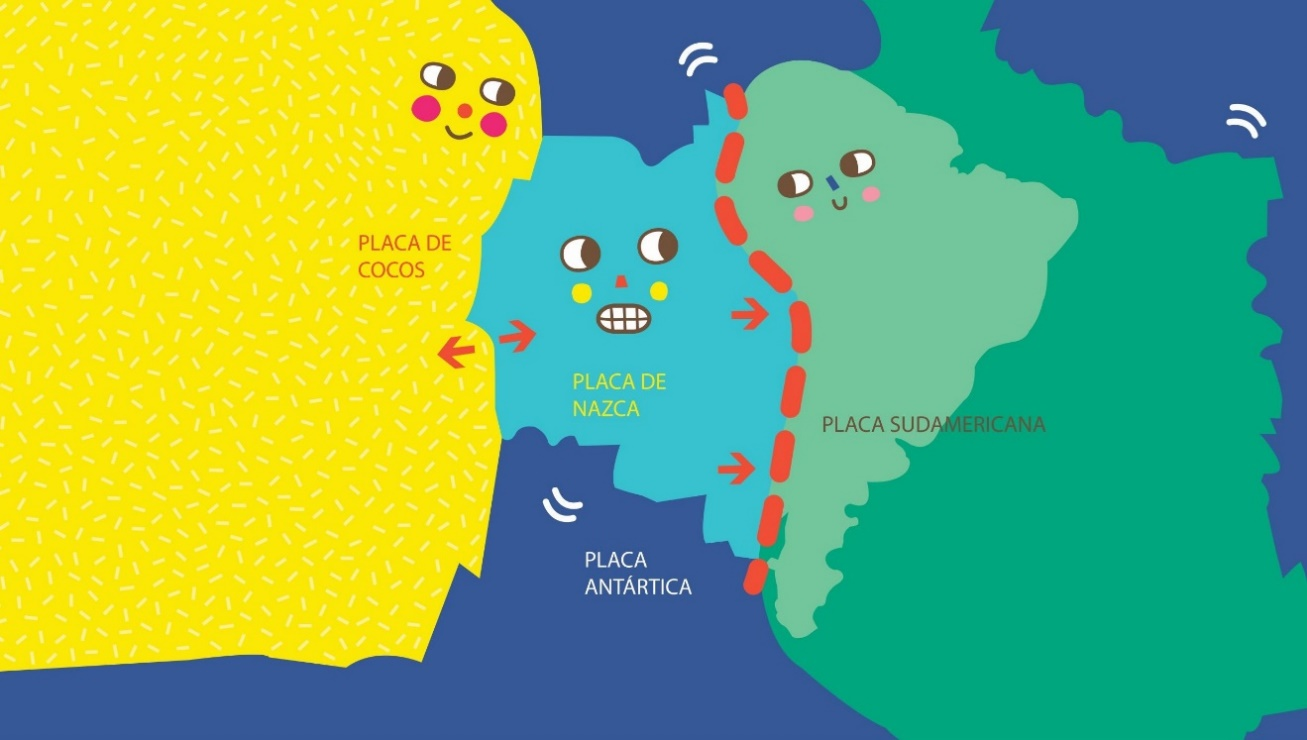 PLACA DE
COCOS
PLACA DE
NAZCA
PLACA SUDAMERICANA
PLACA
ANTÁRTICA